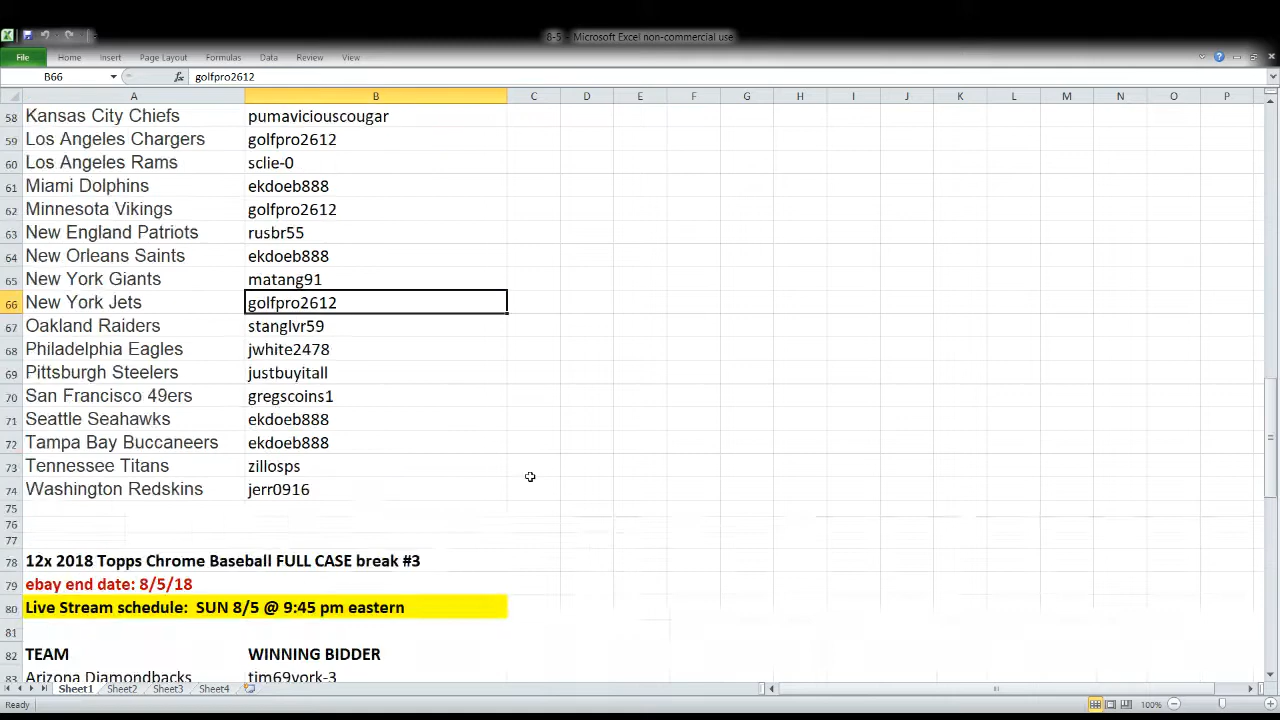 8-5 - Microsoft Excel non-commercial use
File Home Insert Page Layout Formulas Data Review View
B66 fx golfpro2612
A B C D E F G H I J K L M N O P
58 Kansas City Chiefs pumaviciouscougar
59 Los Angeles Chargers golfpro2612
60 Los Angeles Rams sclie-0
61 Miami Dolphins ekdoeb888
62 Minnesota Vikings golfpro2612
63 New England Patriots rusbr55
64 New Orleans Saints ekdoeb888
65 New York Giants matang91
66 New York Jets golfpro2612
67 Oakland Raiders stanglvr59
68 Philadelphia Eagles jwhite2478
69 Pittsburgh Steelers justbuyitall
70 San Francisco 49ers gregscoins1
71 Seattle Seahawks ekdoeb888
72 Tampa Bay Buccaneers ekdoeb888
73 Tennessee Titans zillosps
74 Washington Redskins jerr0916
75
76
77
78 12x 2018 Topps Chrome Baseball FULL CASE break #3
79 ebay end date: 8/5/18
80 Live Stream schedule: SUN 8/5 @ 9:45 pm eastern
81
82 TEAM WINNING BIDDER
83 Arizona Diamondbacks tim69york-3
Sheet1 Sheet2 Sheet3 Sheet4
Ready 100%